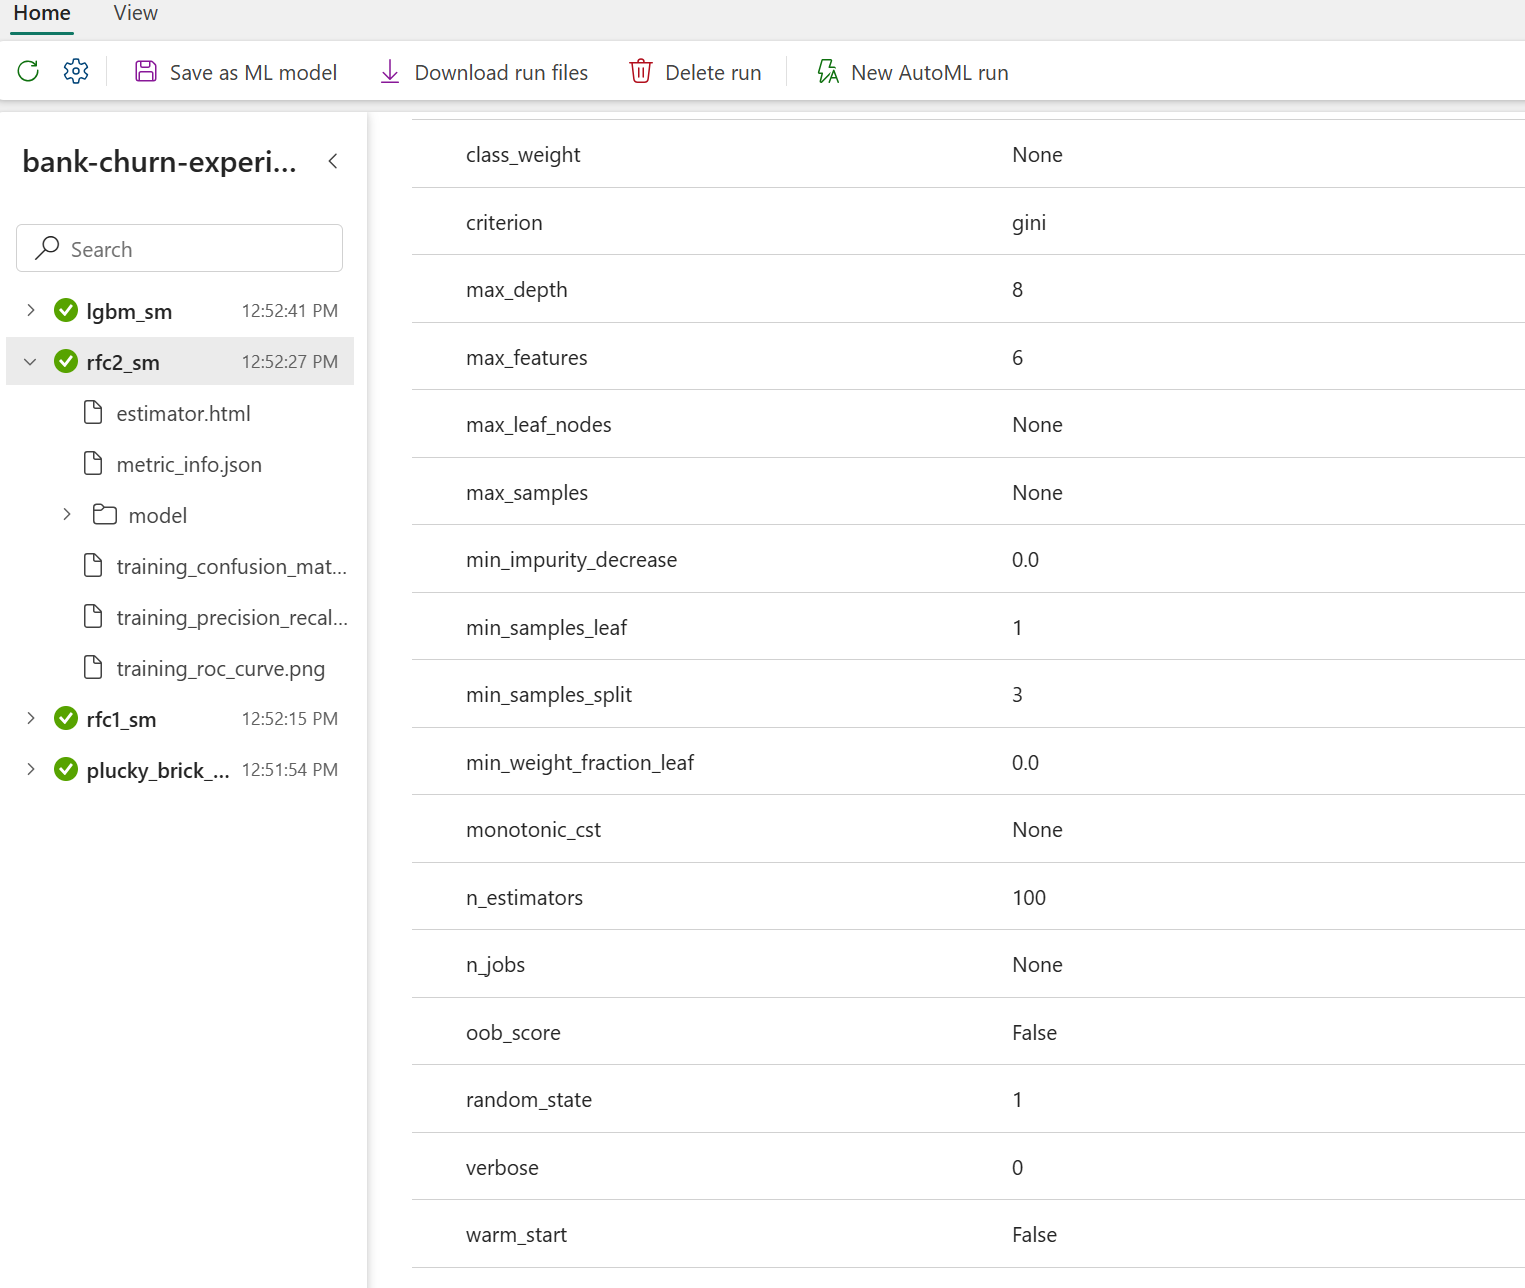 Home View
Save as ML model Download run files Delete run New AutoML run
bank-churn-experi...
Search
lgbm_sm 12:52:41 PM
rfc2_sm 12:52:27 PM
estimator.html
metric_info.json
model
training_confusion_mat...
training_precision_recal...
training_roc_curve.png
rfc1_sm 12:52:15 PM
plucky_brick_... 12:51:54 PM
class_weight None
criterion gini
max_depth 8
max_features 6
max_leaf_nodes None
max_samples None
min_impurity_decrease 0.0
min_samples_leaf 1
min_samples_split 3
min_weight_fraction_leaf 0.0
monotonic_cst None
n_estimators 100
n_jobs None
oob_score False
random_state 1
verbose 0
warm_start False